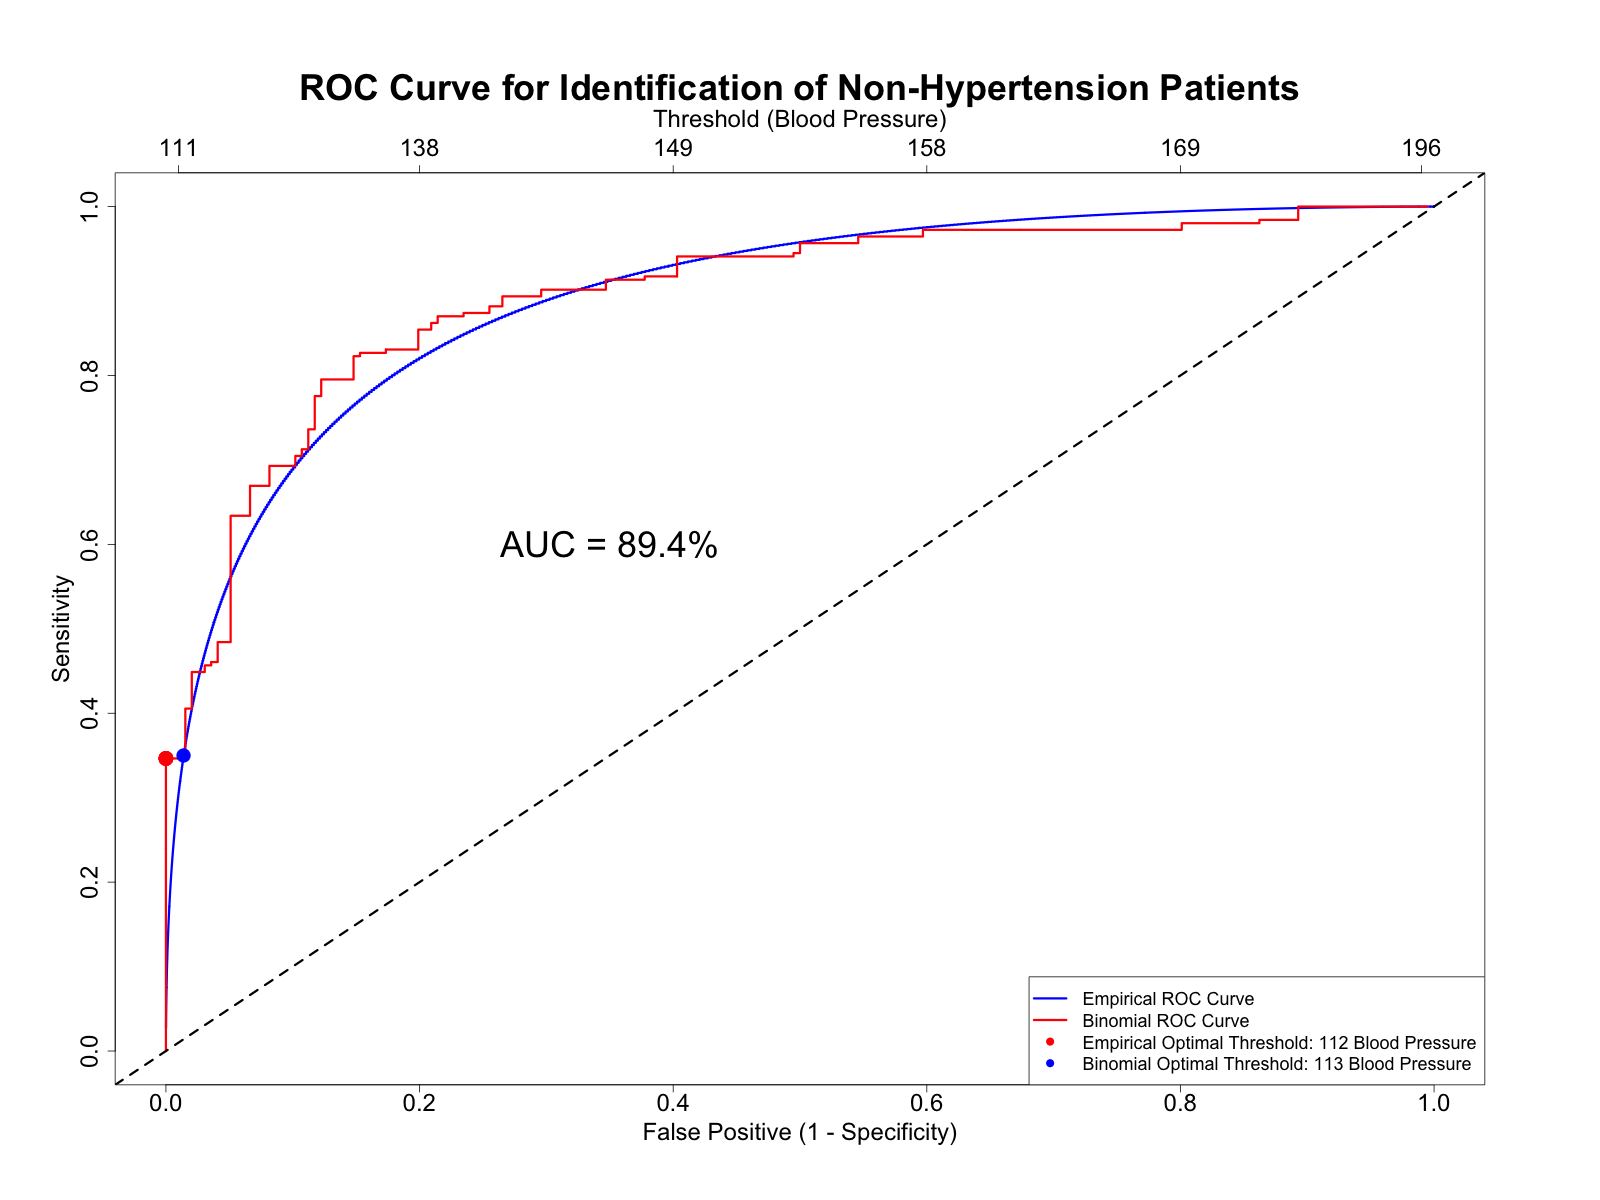 ROC Curve for Identification of Non-Hypertension Patients
Threshold (Blood Pressure)
111 138 149 158 169 196
1.0
0.8
0.6
0.4
0.2
0.0
Sensitivity
AUC = 89.4%
Empirical ROC Curve
Binomial ROC Curve
Empirical Optimal Threshold: 112 Blood Pressure
Binomial Optimal Threshold: 113 Blood Pressure
0.0 0.2 0.4 0.6 0.8 1.0
False Positive (1 - Specificity)